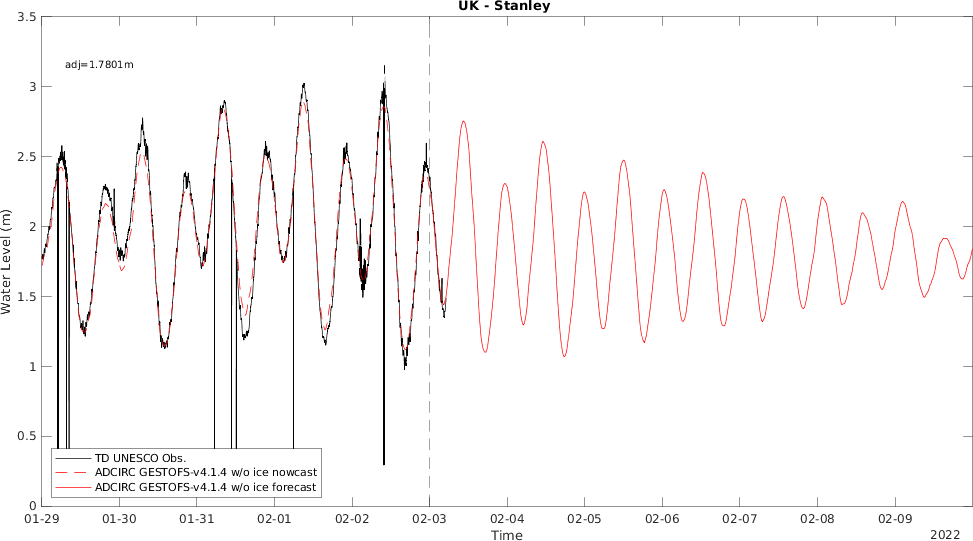 UK - Stanley
adj=1.7801m
Water Level (m)
3.5
3
2.5
2
1.5
1
0.5
0
TD UNESCO Obs.
ADCIRC GESTOFS-v4.1.4 w/o ice nowcast
ADCIRC GESTOFS-v4.1.4 w/o ice forecast
01-29 01-30 01-31 02-01 02-02 02-03 02-04 02-05 02-06 02-07 02-08 02-09
Time
2022